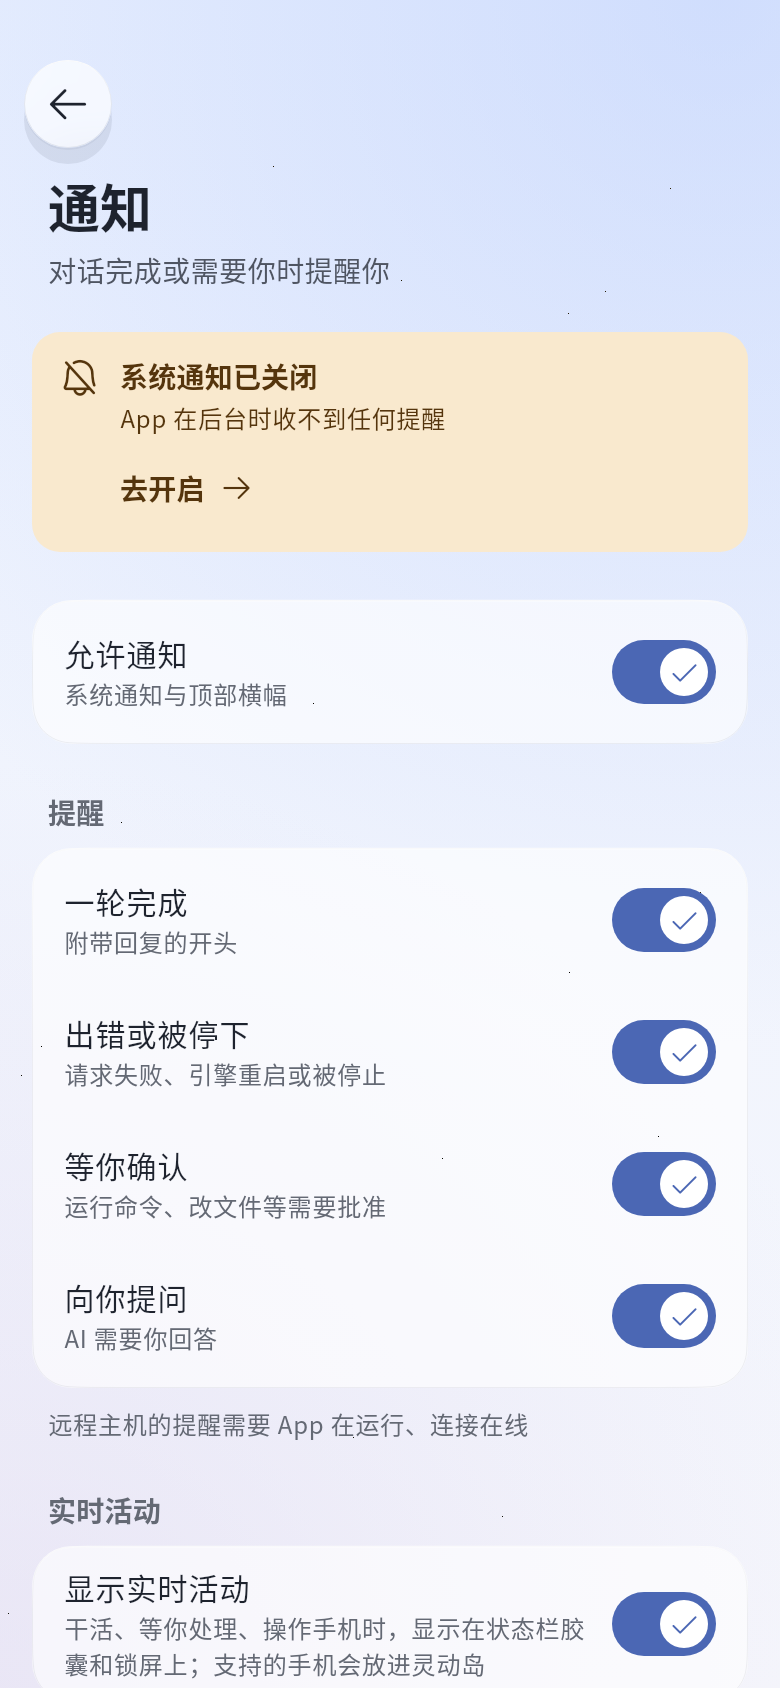 通知
对话完成或需要你时提醒你
系统通知已关闭
App 在后台时收不到任何提醒
去开启
允许通知
系统通知与顶部横幅
提醒
一轮完成
附带回复的开头
出错或被停下
请求失败、引擎重启或被停止
等你确认
运行命令、改文件等需要批准
向你提问
AI 需要你回答
远程主机的提醒需要 App 在运行、连接在线
实时活动
显示实时活动
干活、等你处理、操作手机时，显示在状态栏胶
囊和锁屏上；支持的手机会放进灵动岛